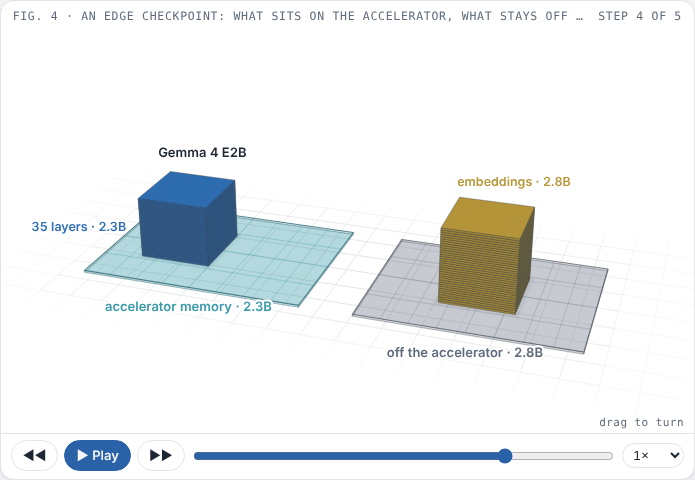 FIG. 4 · AN EDGE CHECKPOINT: WHAT SITS ON THE ACCELERATOR, WHAT STAYS OFF … STEP 4 OF 5
Gemma 4 E2B
embeddings · 2.8B
35 layers · 2.3B
accelerator memory · 2.3B
off the accelerator · 2.8B
drag to turn
Play
1×